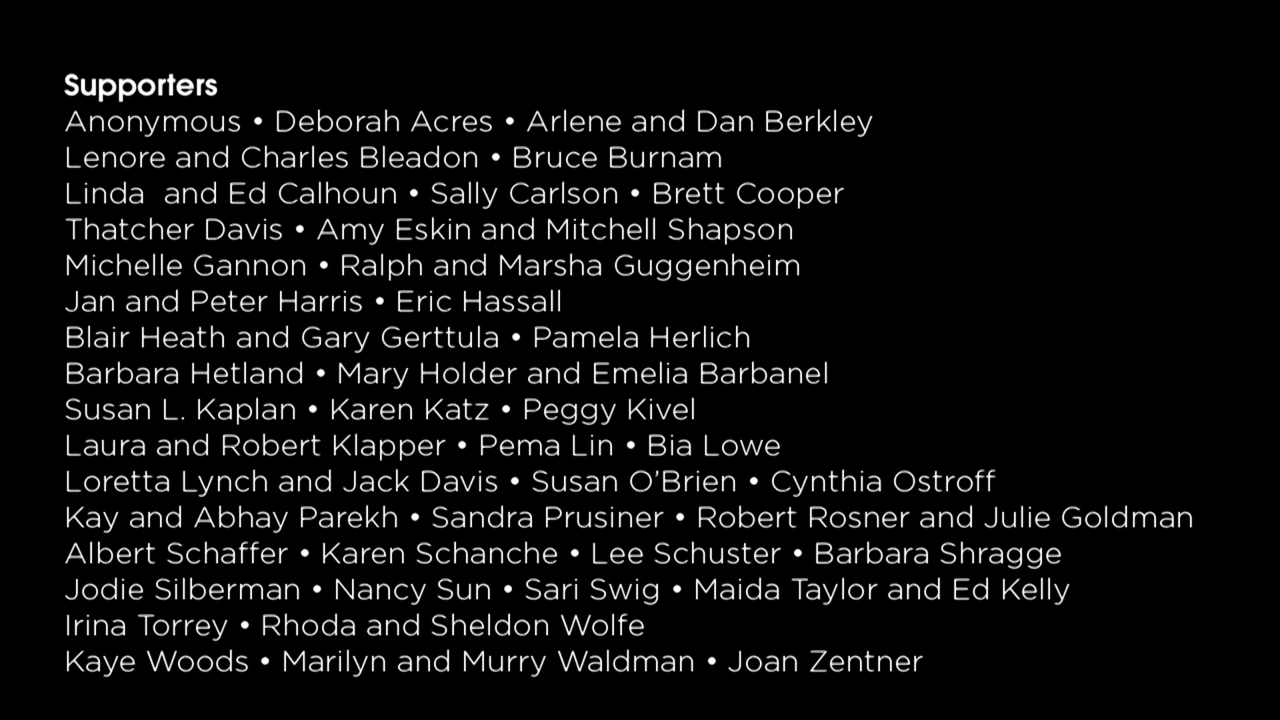 Supporters
Anonymous • Deborah Acres • Arlene and Dan Berkley
Lenore and Charles Bleadon • Bruce Burnam
Linda  and Ed Calhoun • Sally Carlson • Brett Cooper
Thatcher Davis • Amy Eskin and Mitchell Shapson
Michelle Gannon • Ralph and Marsha Guggenheim
Jan and Peter Harris • Eric Hassall
Blair Heath and Gary Gerttula • Pamela Herlich
Barbara Hetland • Mary Holder and Emelia Barbanel
Susan L. Kaplan • Karen Katz • Peggy Kivel
Laura and Robert Klapper • Pema Lin • Bia Lowe
Loretta Lynch and Jack Davis • Susan O’Brien • Cynthia Ostroff
Kay and Abhay Parekh • Sandra Prusiner • Robert Rosner and Julie Goldman
Albert Schaffer • Karen Schanche • Lee Schuster • Barbara Shragge
Jodie Silberman • Nancy Sun • Sari Swig • Maida Taylor and Ed Kelly
Irina Torrey • Rhoda and Sheldon Wolfe
Kaye Woods • Marilyn and Murry Waldman • Joan Zentner